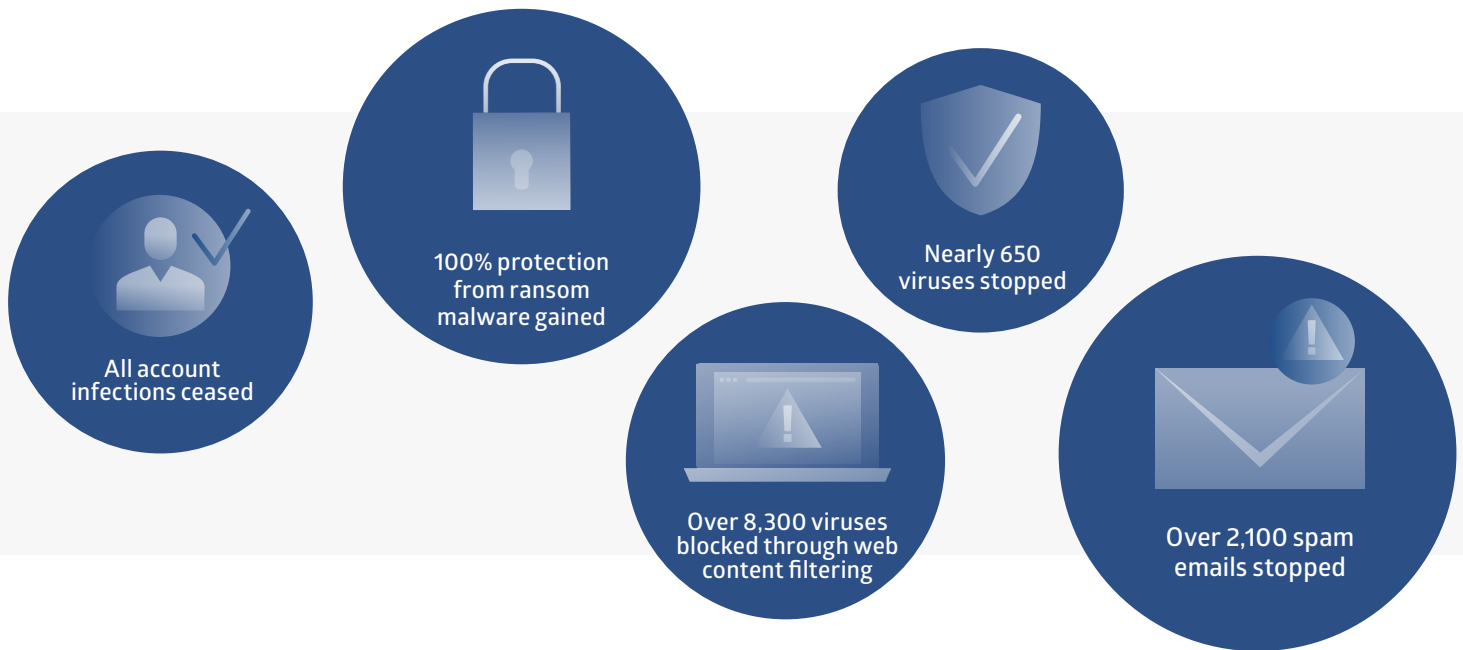 All account
infections ceased
100% protection
from ransom
malware gained
Over 8,300 viruses
blocked through web
content filtering
Nearly 650
viruses stopped
Over 2,100 spam
emails stopped